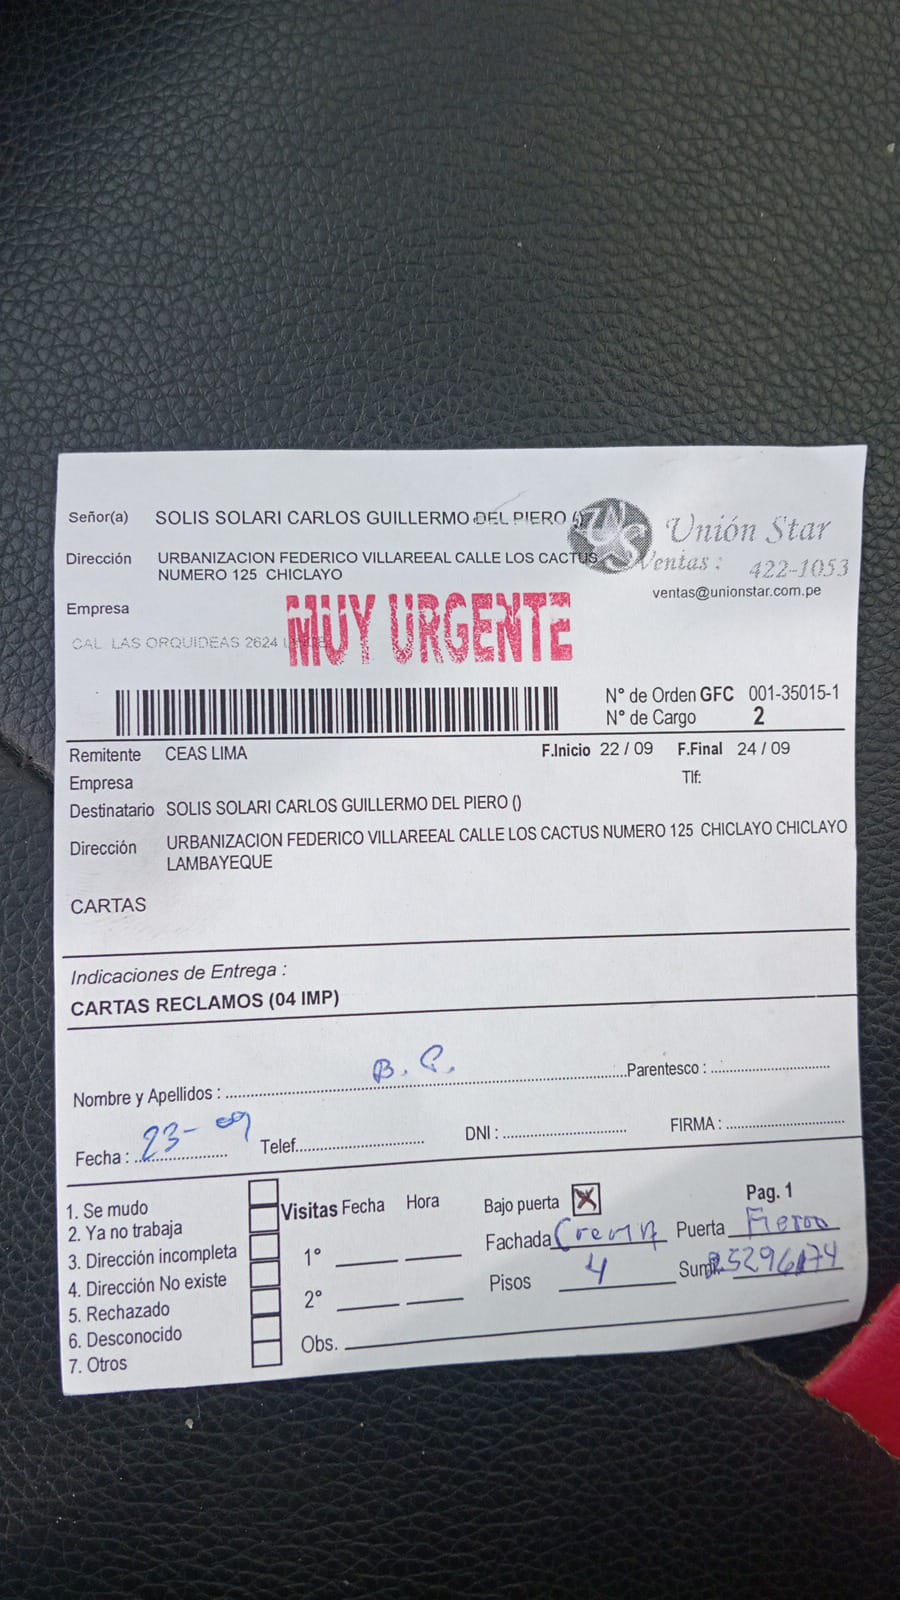 Señor(a) SOLIS SOLARI CARLOS GUILLERMO DEL PIERO ()
Unión Star
Dirección URBANIZACION FEDERICO VILLAREEAL CALLE LOS CACTUS
NUMERO 125 CHICLAYO
Ventas : 422-1053
ventas@unionstar.com.pe
Empresa
CAL. LAS ORQUIDEAS 2624
MUY URGENTE
N° de Orden GFC 001-35015-1
N° de Cargo 2
Remitente CEAS LIMA F.Inicio 22 / 09 F.Final 24 / 09
Empresa Tlf:
Destinatario SOLIS SOLARI CARLOS GUILLERMO DEL PIERO ()
Dirección URBANIZACION FEDERICO VILLAREEAL CALLE LOS CACTUS NUMERO 125 CHICLAYO CHICLAYO
LAMBAYEQUE
CARTAS
Indicaciones de Entrega :
CARTAS RECLAMOS (04 IMP)
Nombre y Apellidos : B. P. Parentesco :
Fecha : 23-09 Telef. DNI : FIRMA :
1. Se mudo
2. Ya no trabaja
3. Dirección incompleta
4. Dirección No existe
5. Rechazado
6. Desconocido
7. Otros
Visitas Fecha Hora
1°
2°
Obs.
Bajo puerta X Pag. 1
Fachada Crema Puerta Fierro
Pisos 4 Sum.